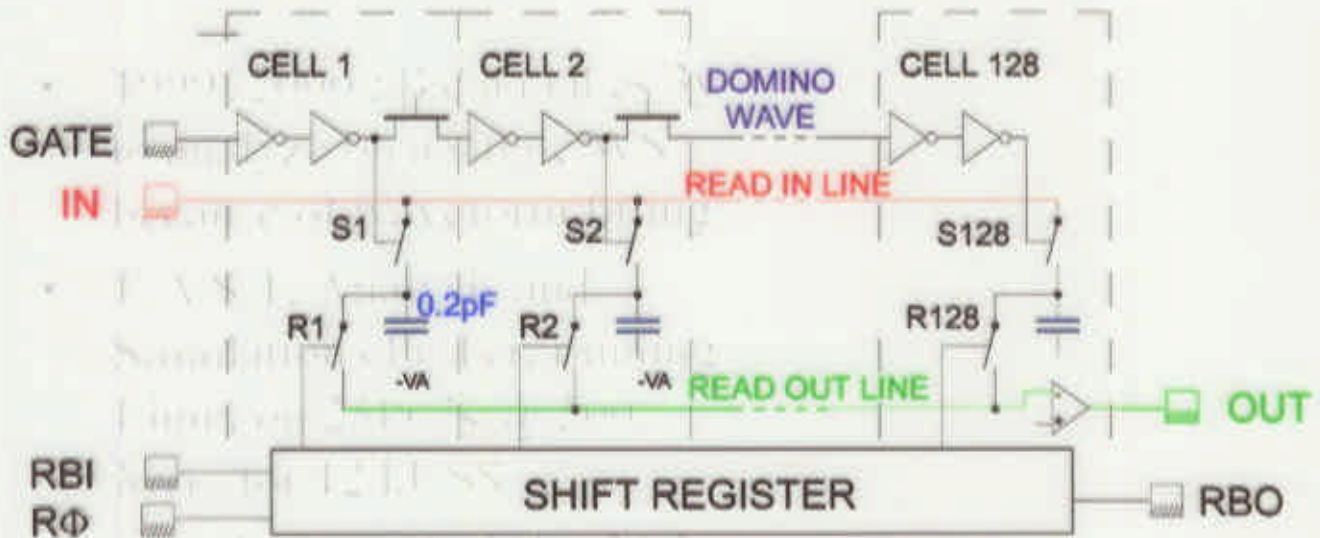 CELL 1 CELL 2 CELL 128
DOMINO
WAVE
GATE
READ IN LINE
IN
S1 S2 S128
0.2pF
R1 R2 R128
-VA -VA
READ OUT LINE
OUT
RBI
SHIFT REGISTER
RBO
RΦ